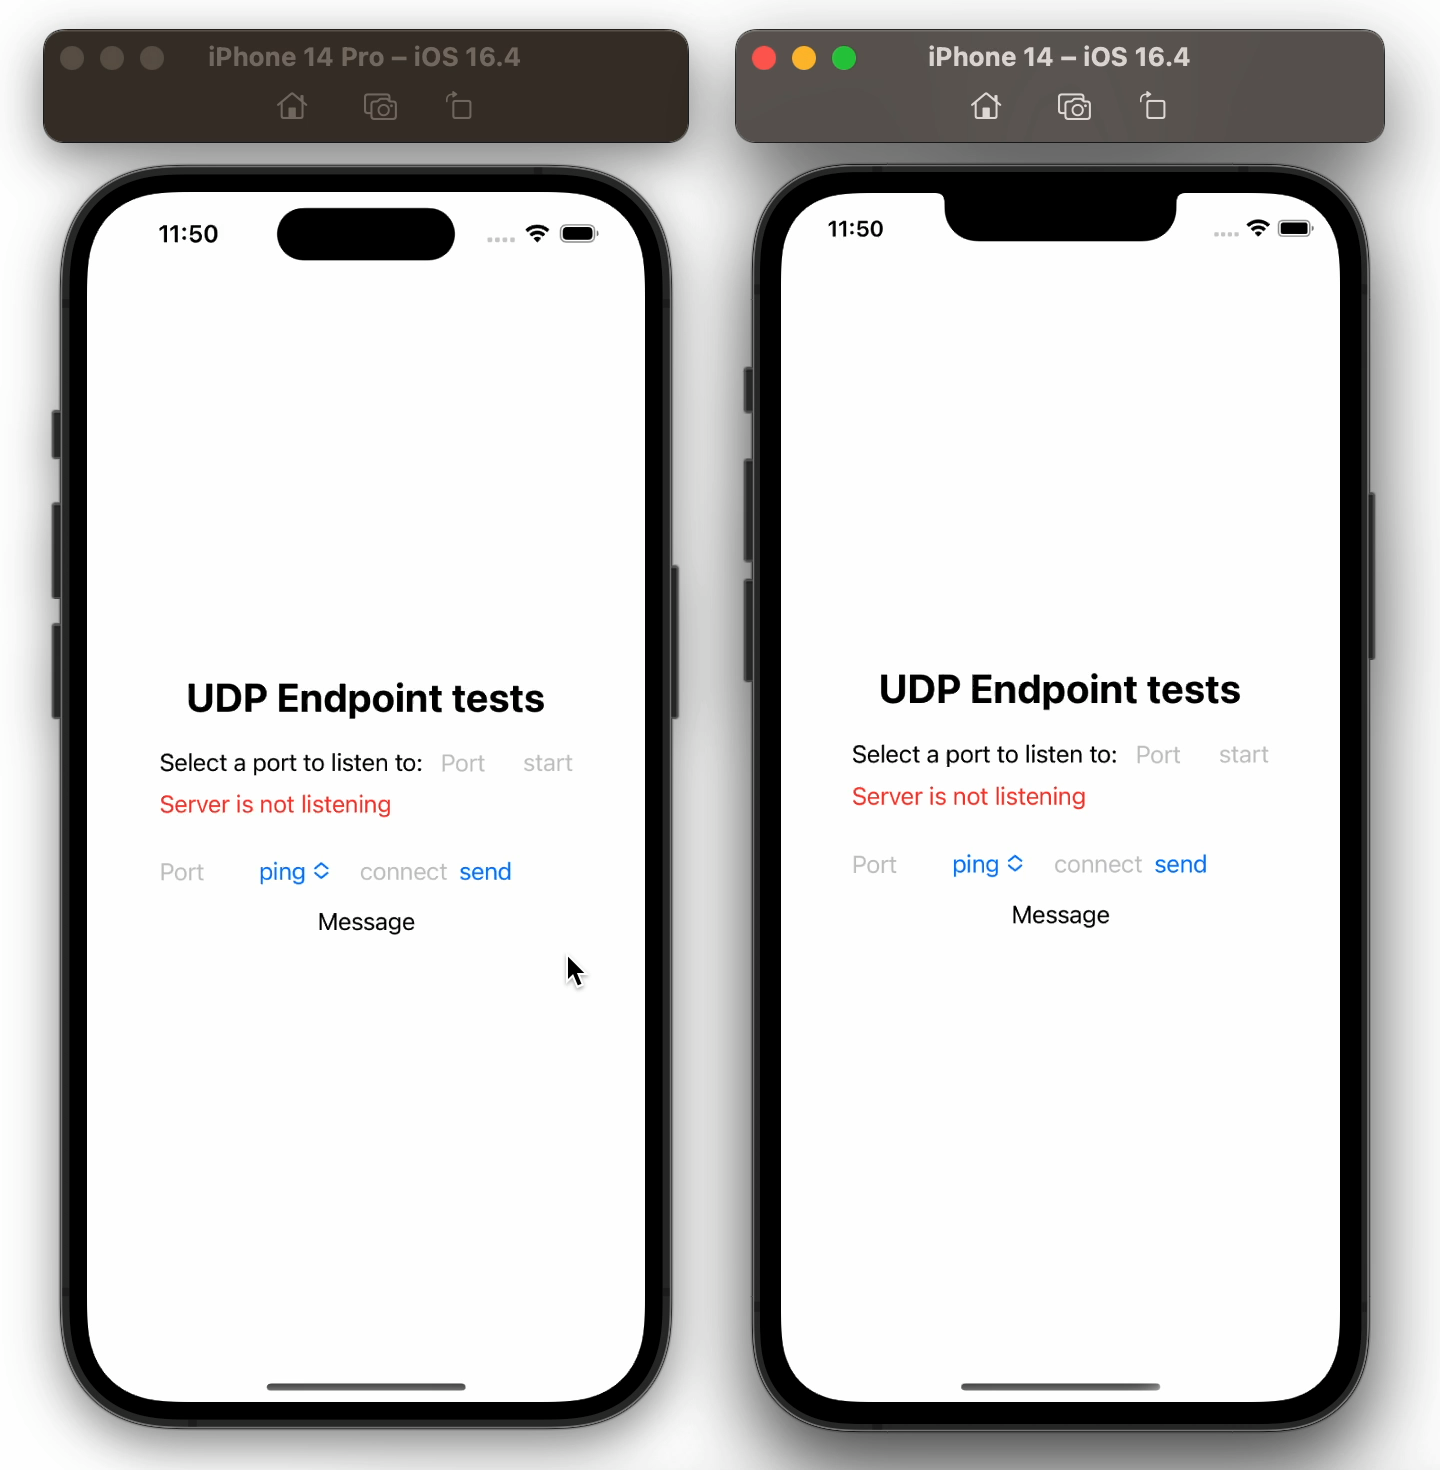 iPhone 14 Pro – iOS 16.4
11:50
UDP Endpoint tests
Select a port to listen to: Port start
Server is not listening
Port ping connect send
Message
iPhone 14 – iOS 16.4
11:50
UDP Endpoint tests
Select a port to listen to: Port start
Server is not listening
Port ping connect send
Message